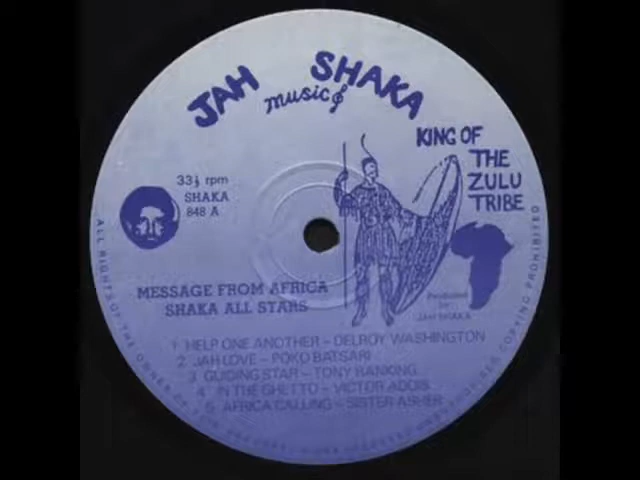 JAH SHAKA
music
KING OF
THE
ZULU
TRIBE
33⅓ rpm
SHAKA
848 A
MESSAGE FROM AFRICA
SHAKA ALL STARS
Produced
by
JAH SHAKA
1 HELP ONE ANOTHER – DELROY WASHINGTON
2 JAH LOVE – POKO BATSARI
3 GUIDING STAR – TONY RANKING
4 IN THE GHETTO – VICTOR ADDIS
5 AFRICA CALLING – SISTER ASHER
ALL RIGHTS OF THE OWNER OF COPYING PROHIBITED